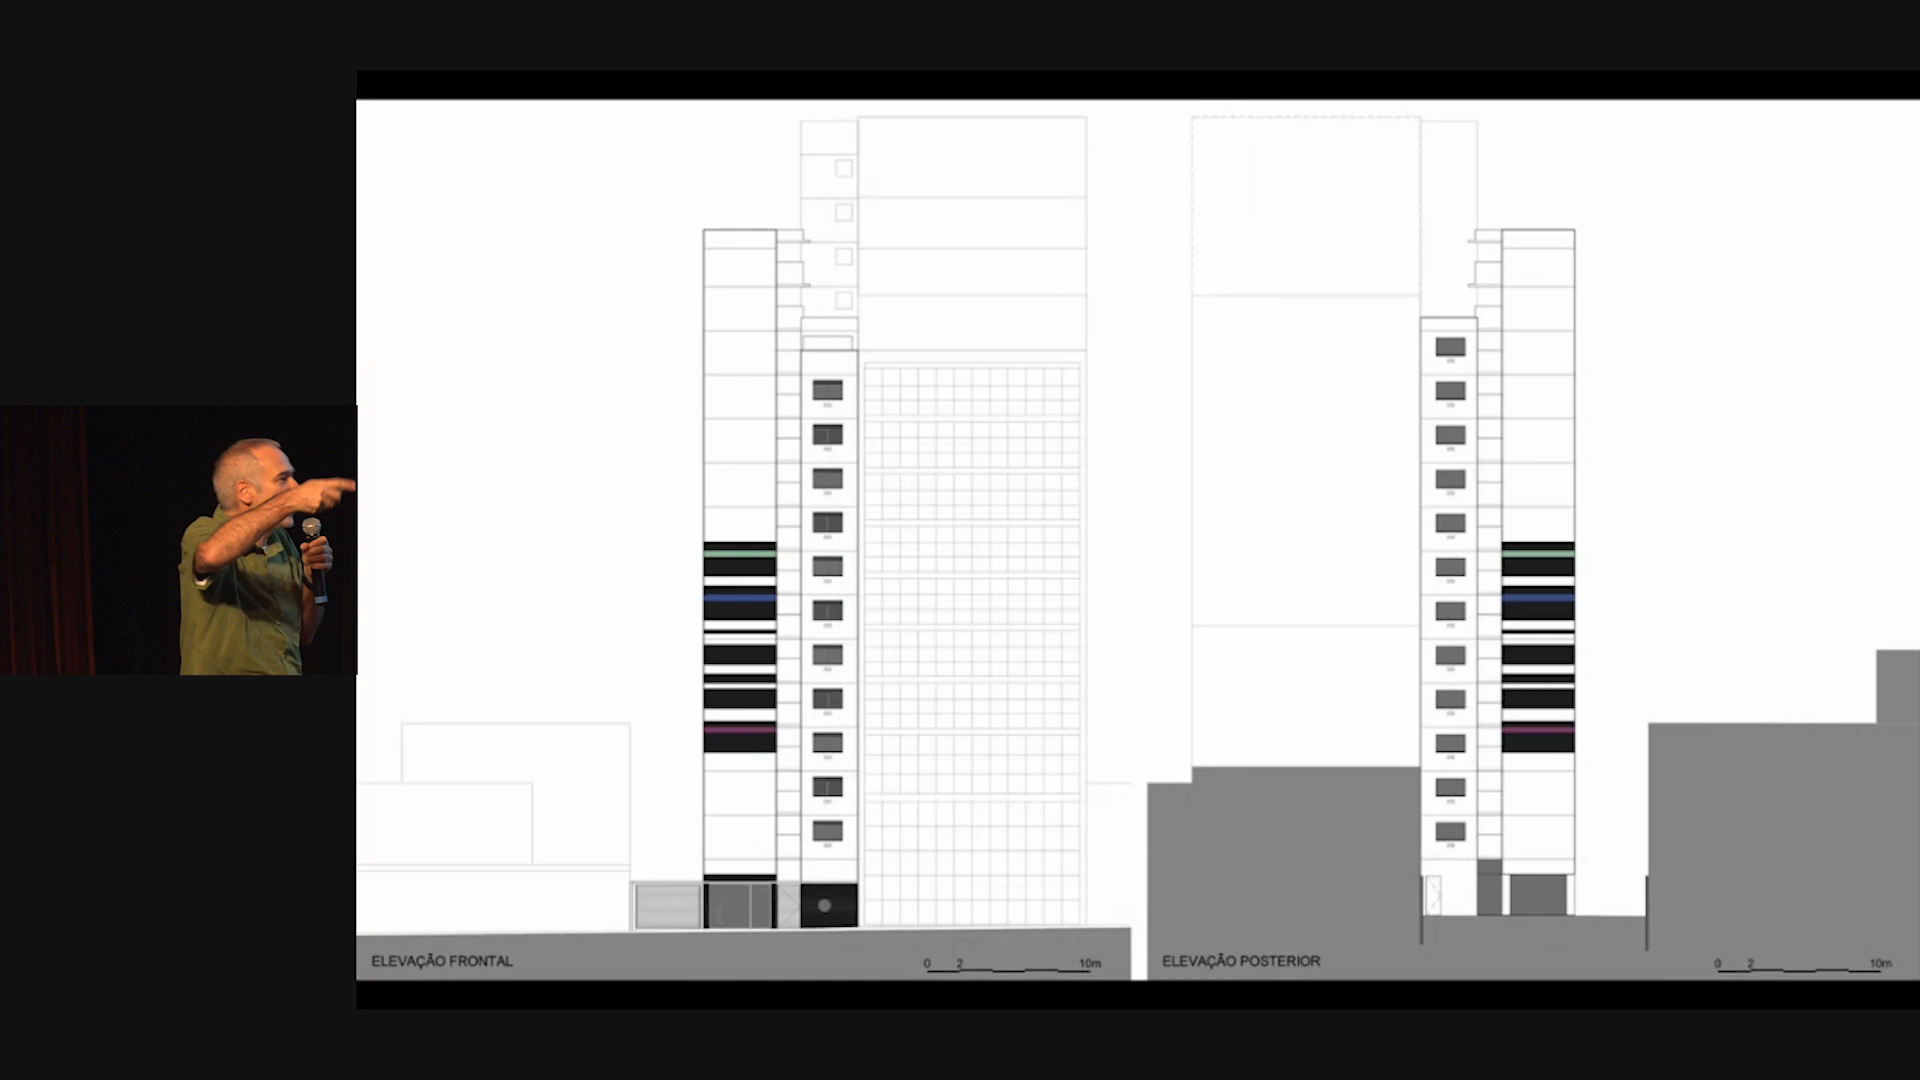 ELEVAÇÃO FRONTAL
0 2 10m
ELEVAÇÃO POSTERIOR
0 2 10m